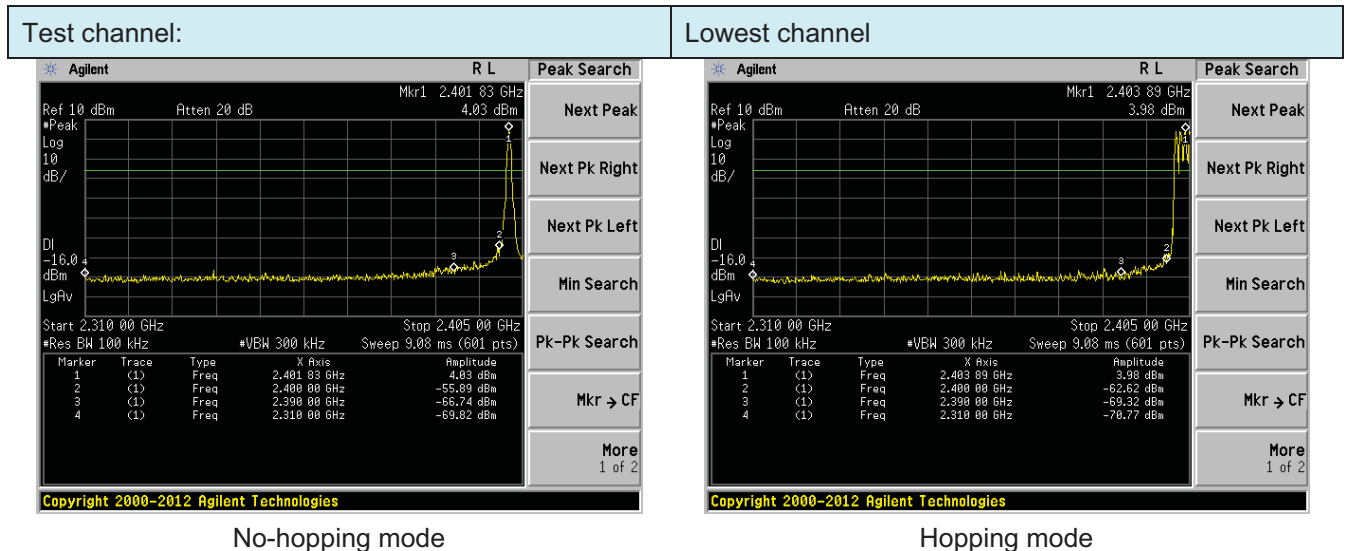 Test channel:
Lowest channel
Agilent
R L
Peak Search
Mkr1 2.401 83 GHz
Ref 10 dBm
Atten 20 dB
4.03 dBm
#Peak
Log
10
dB/
DI
-16.0
dBm
LgAv
1
2
3
4
Start 2.310 00 GHz
Stop 2.405 00 GHz
#Res BW 100 kHz
#VBW 300 kHz
Sweep 9.08 ms (601 pts)
Marker Trace Type X Axis Amplitude
1 (1) Freq 2.401 83 GHz 4.03 dBm
2 (1) Freq 2.400 00 GHz -55.89 dBm
3 (1) Freq 2.390 00 GHz -66.74 dBm
4 (1) Freq 2.310 00 GHz -69.82 dBm
Next Peak
Next Pk Right
Next Pk Left
Min Search
Pk-Pk Search
Mkr → CF
More
1 of 2
Copyright 2000-2012 Agilent Technologies
No-hopping mode
Agilent
R L
Peak Search
Mkr1 2.403 89 GHz
Ref 10 dBm
Atten 20 dB
3.98 dBm
#Peak
Log
10
dB/
DI
-16.0
dBm
LgAv
1
2
3
4
Start 2.310 00 GHz
Stop 2.405 00 GHz
#Res BW 100 kHz
#VBW 300 kHz
Sweep 9.08 ms (601 pts)
Marker Trace Type X Axis Amplitude
1 (1) Freq 2.403 89 GHz 3.98 dBm
2 (1) Freq 2.400 00 GHz -62.62 dBm
3 (1) Freq 2.390 00 GHz -69.32 dBm
4 (1) Freq 2.310 00 GHz -70.77 dBm
Next Peak
Next Pk Right
Next Pk Left
Min Search
Pk-Pk Search
Mkr → CF
More
1 of 2
Copyright 2000-2012 Agilent Technologies
Hopping mode